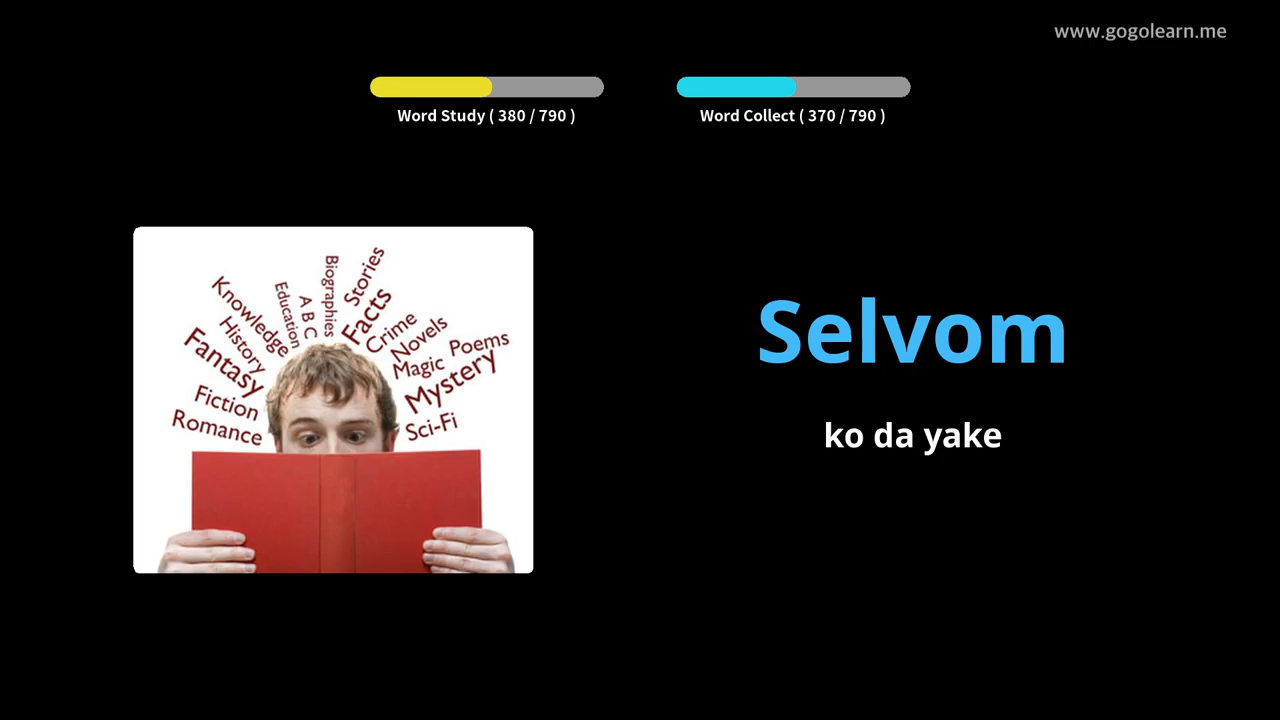 www.gogolearn.me
Word Study ( 380 / 790 )
Word Collect ( 370 / 790 )
Stories
Biographies
Facts
A B C
Education
Knowledge
History
Crime
Novels
Poems
Magic
Mystery
Fantasy
Fiction
Romance
Sci-Fi
Selvom
ko da yake